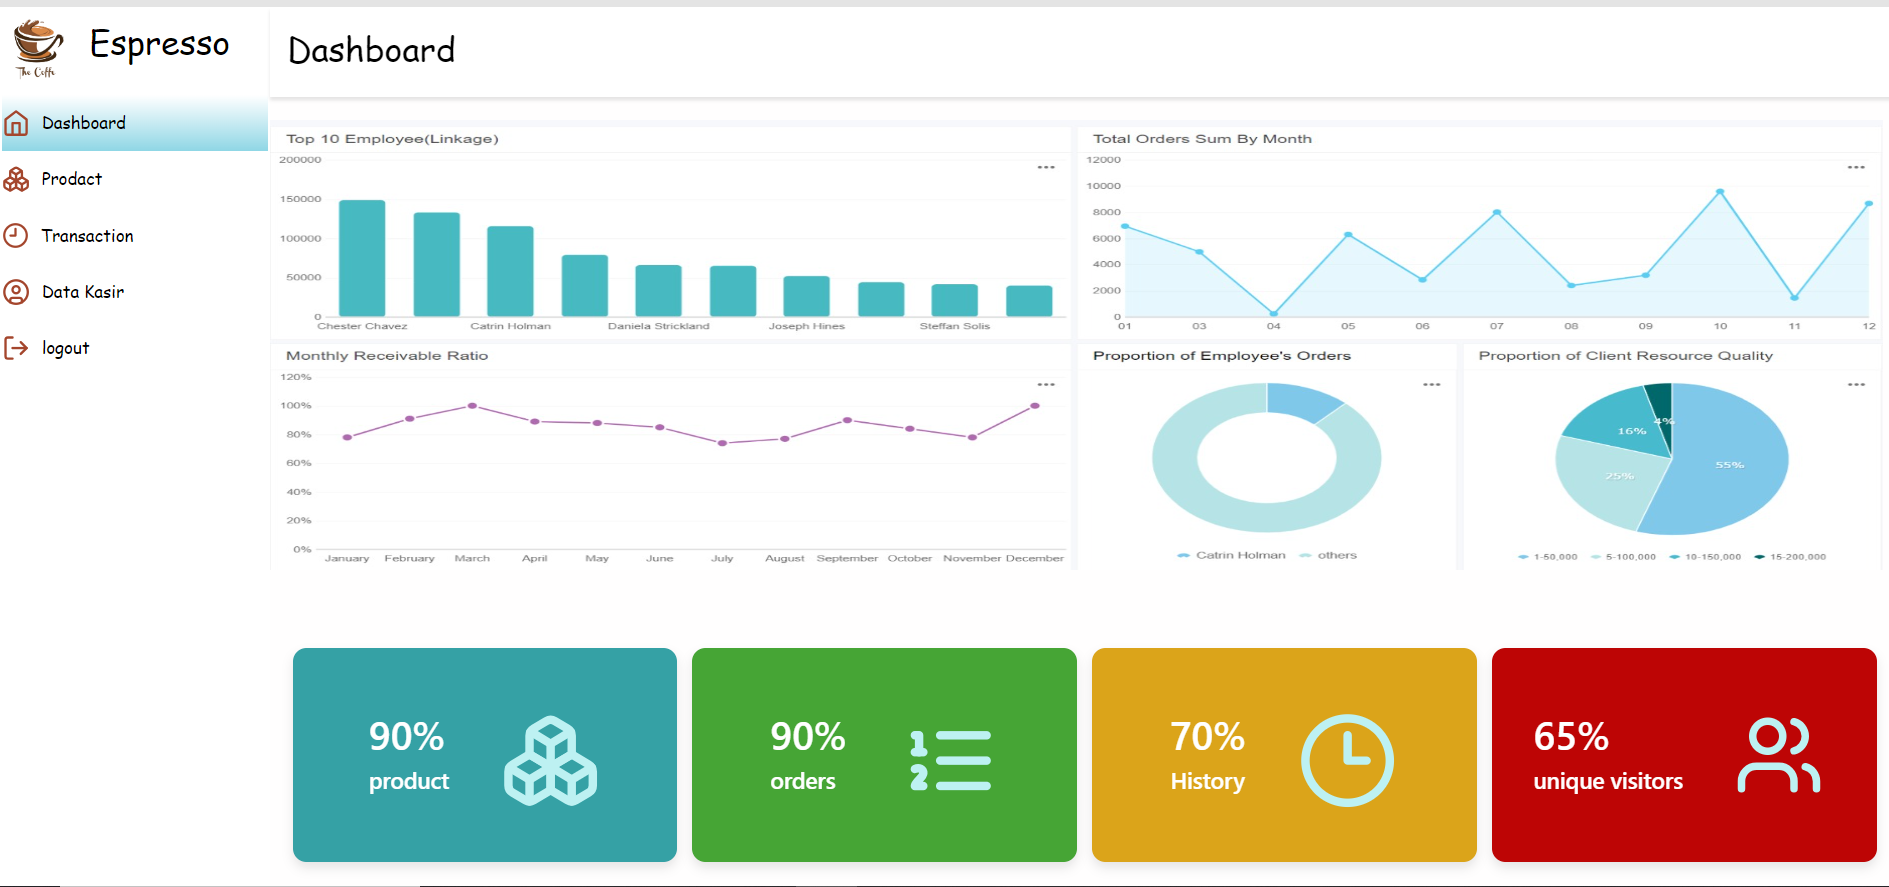 The Coffe
Espresso
Dashboard
Dashboard
Prodact
Transaction
Data Kasir
logout
Top 10 Employee(Linkage)
200000
150000
100000
50000
0
Chester Chavez Catrin Holman Daniela Strickland Joseph Hines Steffan Solis
Total Orders Sum By Month
12000
10000
8000
6000
4000
2000
0
01 03 04 05 06 07 08 09 10 11 12
Monthly Receivable Ratio
120%
100%
80%
60%
40%
20%
0%
January February March April May June July August September October November December
Proportion of Employee's Orders
Catrin Holman others
Proportion of Client Resource Quality
4%
16%
55%
25%
1-50,000 5-100,000 10-150,000 15-200,000
90%
product
90%
1
2
orders
70%
History
65%
unique visitors